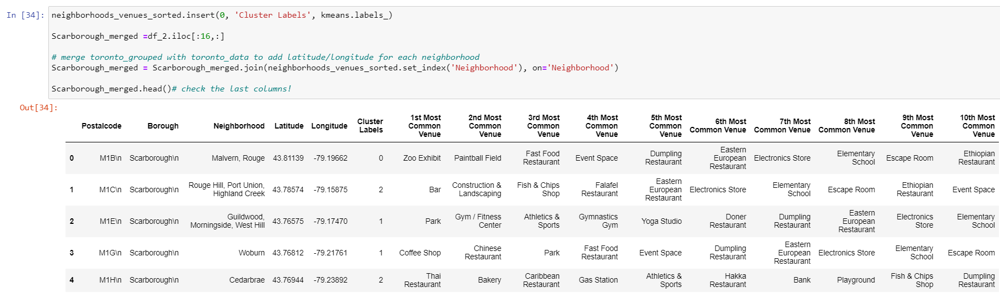 In [34]: neighborhoods_venues_sorted.insert(0, 'Cluster Labels', kmeans.labels_)
Scarborough_merged =df_2.iloc[:16,:]
# merge toronto_grouped with toronto_data to add latitude/longitude for each neighborhood
Scarborough_merged = Scarborough_merged.join(neighborhoods_venues_sorted.set_index('Neighborhood'), on='Neighborhood')
Scarborough_merged.head()# check the last columns!
Out[34]:
Postalcode Borough Neighborhood Latitude Longitude Cluster Labels 1st Most Common Venue 2nd Most Common Venue 3rd Most Common Venue 4th Most Common Venue 5th Most Common Venue 6th Most Common Venue 7th Most Common Venue 8th Most Common Venue 9th Most Common Venue 10th Most Common Venue
0 M1B\n Scarborough\n Malvern, Rouge 43.81139 -79.19662 0 Zoo Exhibit Paintball Field Fast Food Restaurant Event Space Dumpling Restaurant Eastern European Restaurant Electronics Store Elementary School Escape Room Ethiopian Restaurant
1 M1C\n Scarborough\n Rouge Hill, Port Union, Highland Creek 43.78574 -79.15875 2 Bar Construction & Landscaping Fish & Chips Shop Falafel Restaurant Eastern European Restaurant Electronics Store Elementary School Escape Room Ethiopian Restaurant Event Space
2 M1E\n Scarborough\n Guildwood, Morningside, West Hill 43.76575 -79.17470 1 Park Gym / Fitness Center Athletics & Sports Gymnastics Gym Yoga Studio Doner Restaurant Dumpling Restaurant Eastern European Restaurant Electronics Store Elementary School
3 M1G\n Scarborough\n Woburn 43.76812 -79.21761 1 Coffee Shop Chinese Restaurant Park Fast Food Restaurant Event Space Dumpling Restaurant Eastern European Restaurant Electronics Store Elementary School Escape Room
4 M1H\n Scarborough\n Cedarbrae 43.76944 -79.23892 2 Thai Restaurant Bakery Caribbean Restaurant Gas Station Athletics & Sports Hakka Restaurant Bank Playground Fish & Chips Shop Dumpling Restaurant